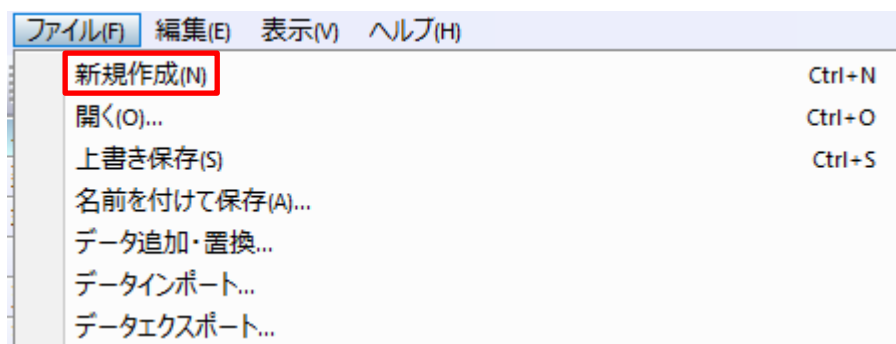 ファイル(F) 編集(E) 表示(V) ヘルプ(H)
新規作成(N) Ctrl+N
開く(O)... Ctrl+O
上書き保存(S) Ctrl+S
名前を付けて保存(A)...
データ追加・置換...
データインポート...
データエクスポート...